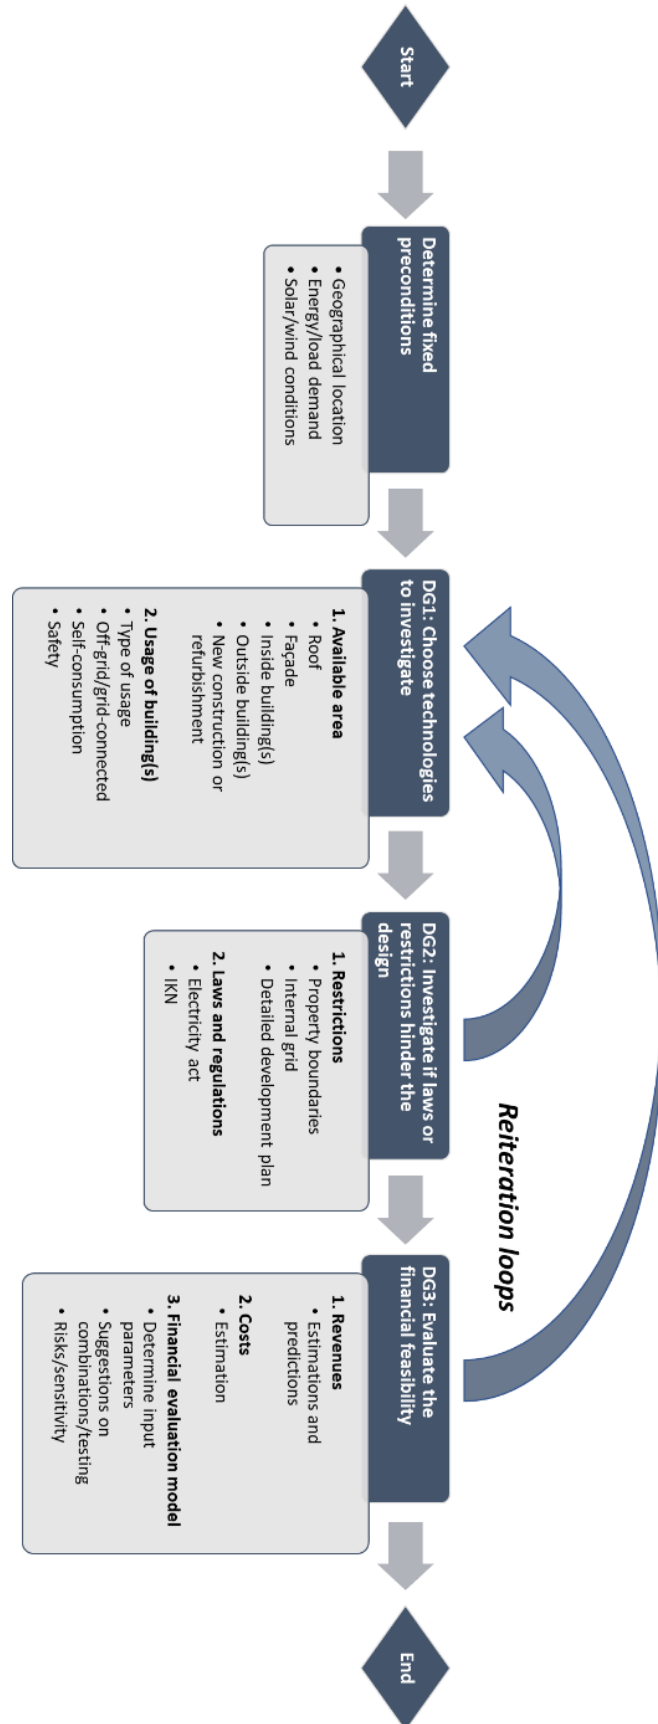 Start
Determine fixed
preconditions
• Geographical location
• Energy/load demand
• Solar/wind conditions
DG1: Choose technologies
to investigate
1. Available area
• Roof
• Façade
• Inside building(s)
• Outside building(s)
• New construction or
refurbishment
2. Usage of building(s)
• Type of usage
• Off-grid/grid-connected
• Self-consumption
• Safety
DG2: Investigate if laws or
restrictions hinder the
design
1. Restrictions
• Property boundaries
• Internal grid
• Detailed development plan
2. Laws and regulations
• Electricity act
• IKN
Reiteration loops
DG3: Evaluate the
financial feasibility
1. Revenues
• Estimations and
predictions
2. Costs
• Estimation
3. Financial evaluation model
• Determine input
parameters
• Suggestions on
combinations/testing
• Risks/sensitivity
End